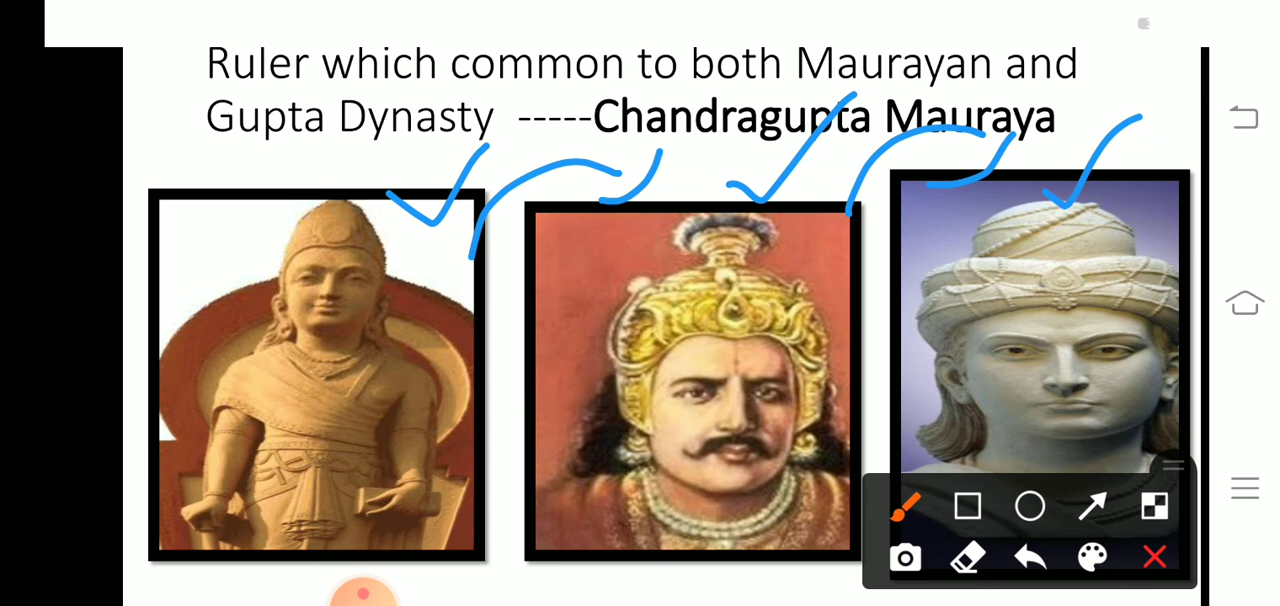 Ruler which common to both Maurayan and
Gupta Dynasty -----Chandragupta Mauraya